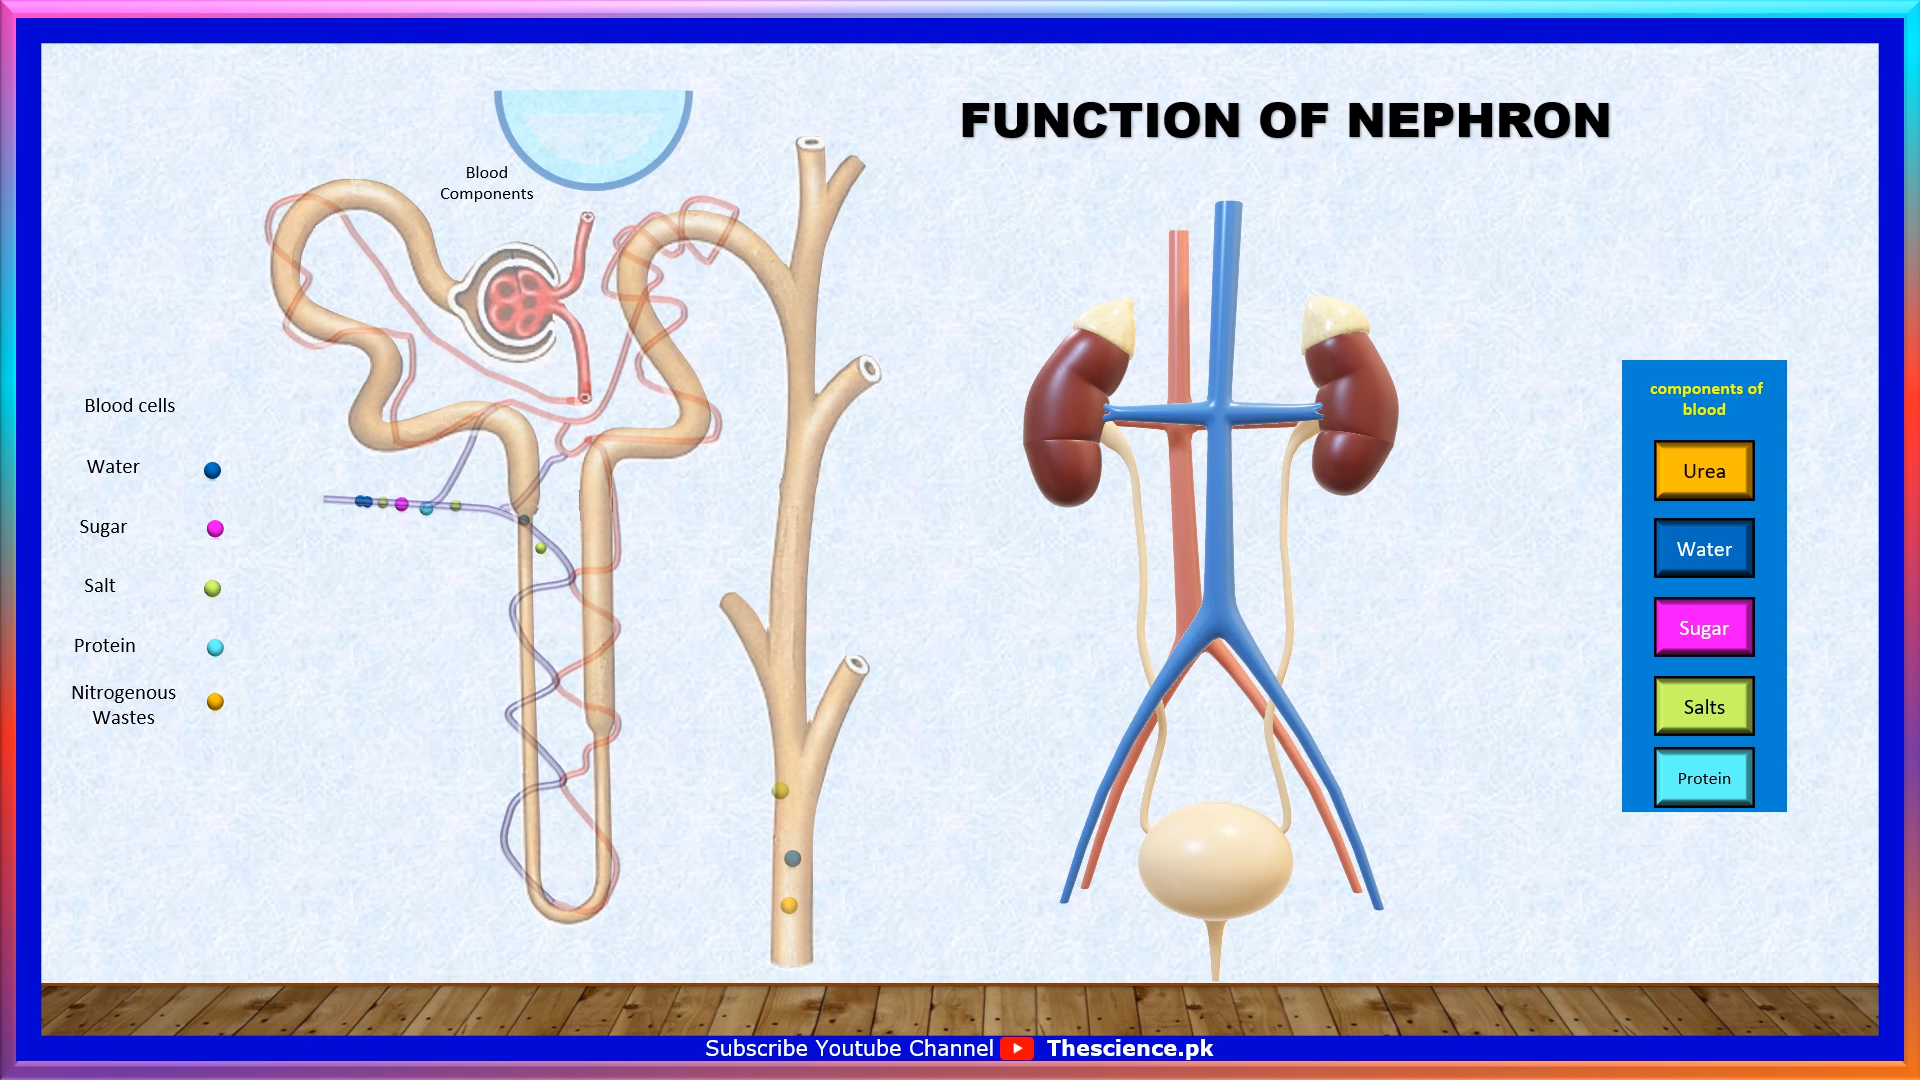 FUNCTION OF NEPHRON
Blood
Components
Blood cells
Water
Sugar
Salt
Protein
Nitrogenous
Wastes
components of
blood
Urea
Water
Sugar
Salts
Protein
Subscribe Youtube Channel Thescience.pk